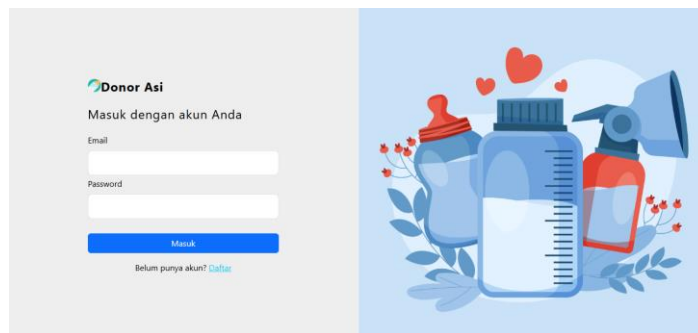 Donor Asi
Masuk dengan akun Anda
Email
Password
Masuk
Belum punya akun? Daftar